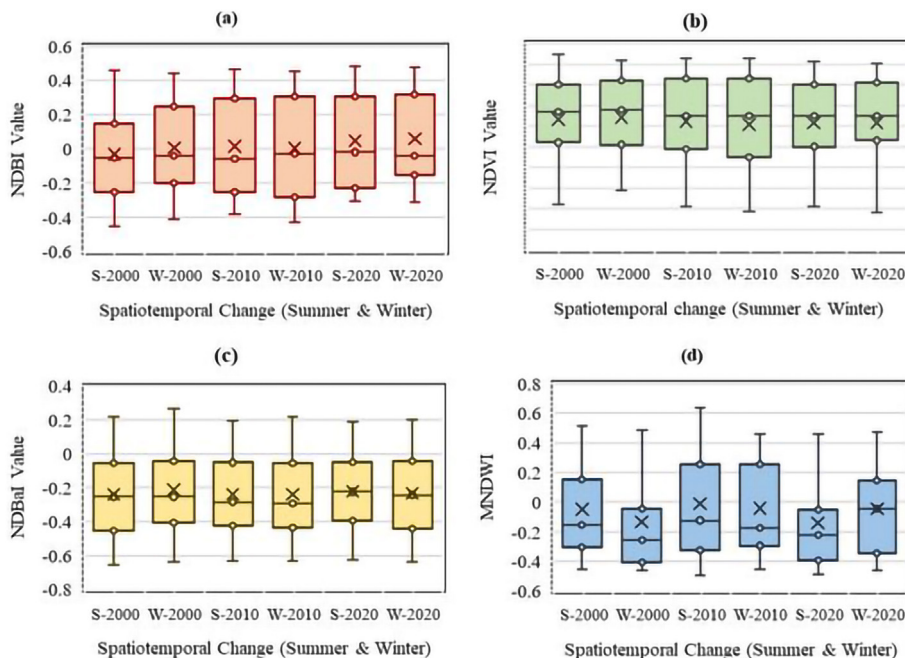 (a)
NDBI Value
0.6
0.4
0.2
0
-0.2
-0.4
-0.6
S-2000 W-2000 S-2010 W-2010 S-2020 W-2020
Spatiotemporal Change (Summer & Winter)
(b)
NDVI Value
S-2000 W-2000 S-2010 W-2010 S-2020 W-2020
Spatiotemporal change (Summer & Winter)
(c)
NDBaI Value
0.4
0.2
0
-0.2
-0.4
-0.6
-0.8
S-2000 W-2000 S-2010 W-2010 S-2020 W-2020
Spatiotemporal Change (Summer & Winter)
(d)
MNDWI
0.8
0.6
0.4
0.2
0
-0.2
-0.4
-0.6
S-2000 W-2000 S-2010 W-2010 S-2020 W-2020
Spatiotemporal Change (Summer & Winter)